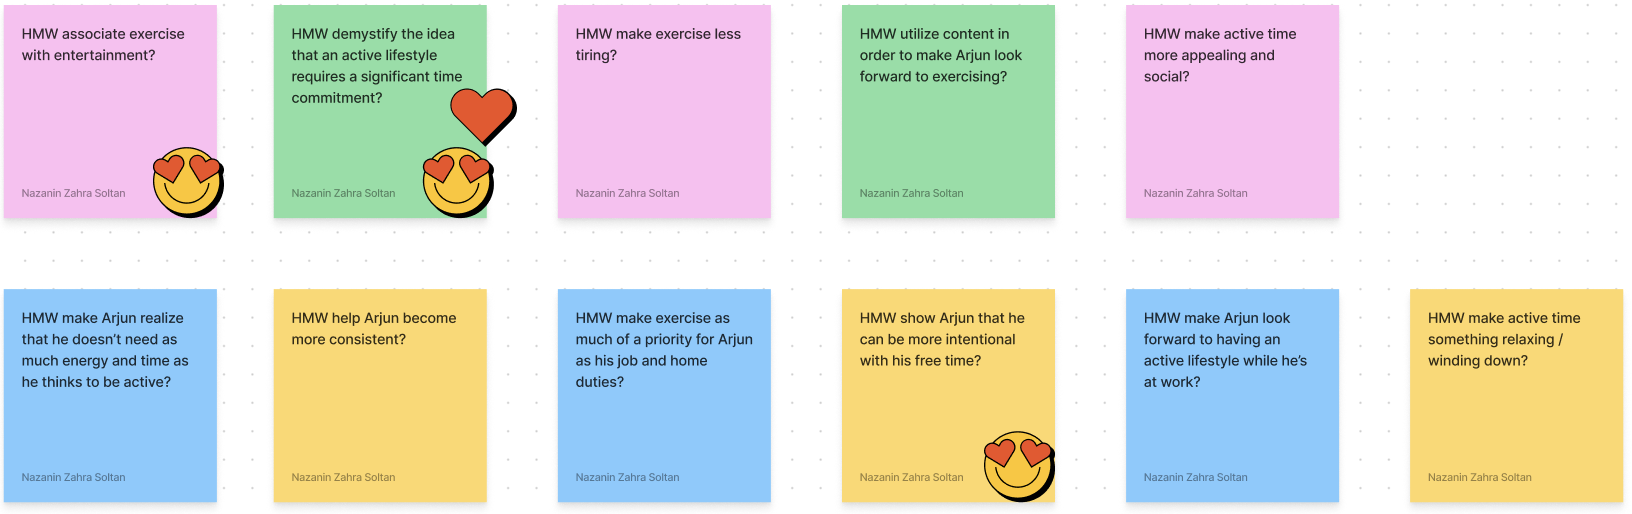 HMW associate exercise
with entertainment?
Nazanin Zahra Soltan
HMW demystify the idea
that an active lifestyle
requires a significant time
commitment?
Nazanin Zahra Soltan
HMW make exercise less
tiring?
Nazanin Zahra Soltan
HMW utilize content in
order to make Arjun look
forward to exercising?
Nazanin Zahra Soltan
HMW make active time
more appealing and
social?
Nazanin Zahra Soltan
HMW make Arjun realize
that he doesn’t need as
much energy and time as
he thinks to be active?
Nazanin Zahra Soltan
HMW help Arjun become
more consistent?
Nazanin Zahra Soltan
HMW make exercise as
much of a priority for Arjun
as his job and home
duties?
Nazanin Zahra Soltan
HMW show Arjun that he
can be more intentional
with his free time?
Nazanin Zahra Soltan
HMW make Arjun look
forward to having an
active lifestyle while he’s
at work?
Nazanin Zahra Soltan
HMW make active time
something relaxing /
winding down?
Nazanin Zahra Soltan